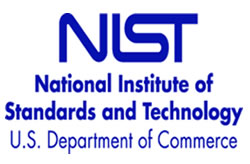 NIST
National Institute of
Standards and Technology
U.S. Department of Commerce